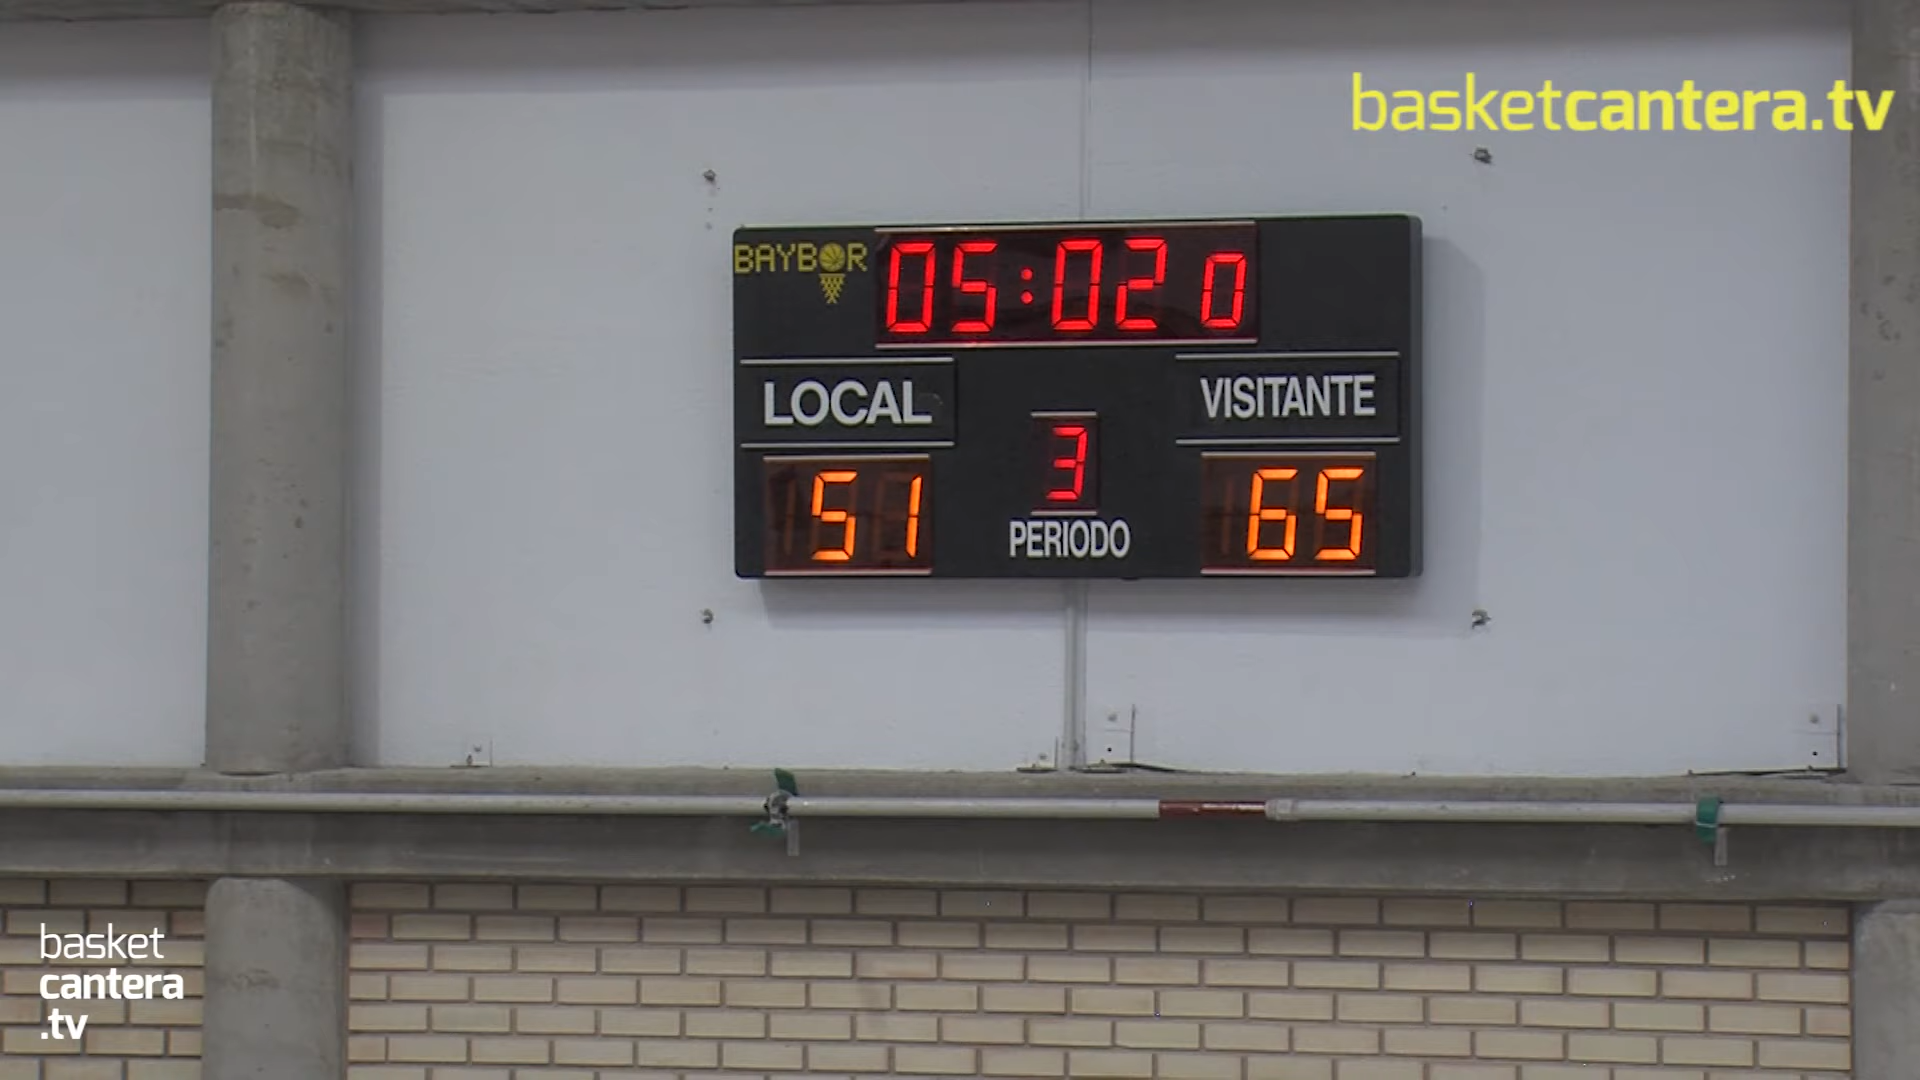 basketcantera.tv
BAYBOR
05:02 0
LOCAL
VISITANTE
3
51
65
PERIODO
basket
cantera
.tv